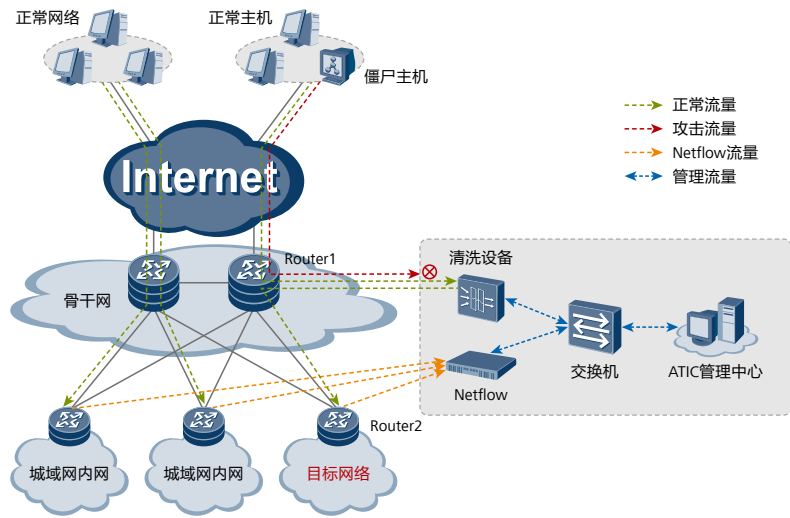 正常网络
正常主机
僵尸主机
正常流量
攻击流量
Netflow流量
管理流量
Internet
Router1
清洗设备
骨干网
交换机
ATIC管理中心
Netflow
Router2
城域网内网
城域网内网
目标网络